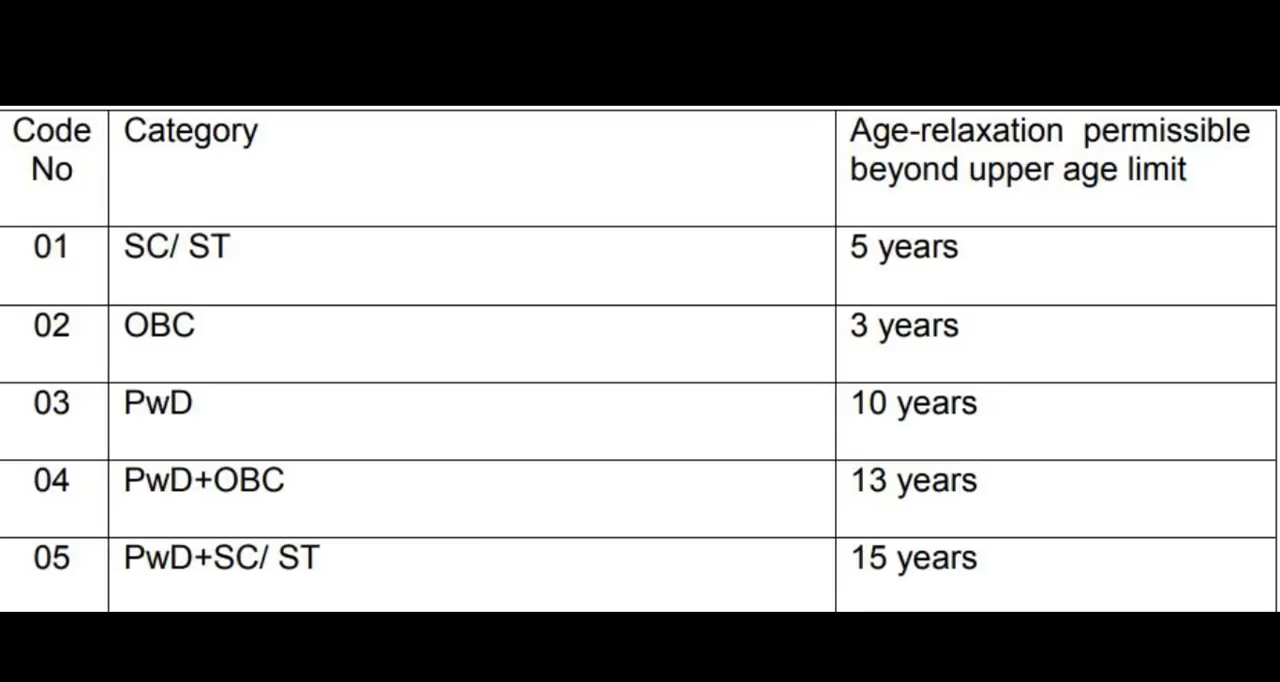 Code No Category Age-relaxation permissible beyond upper age limit
01 SC/ ST 5 years
02 OBC 3 years
03 PwD 10 years
04 PwD+OBC 13 years
05 PwD+SC/ ST 15 years